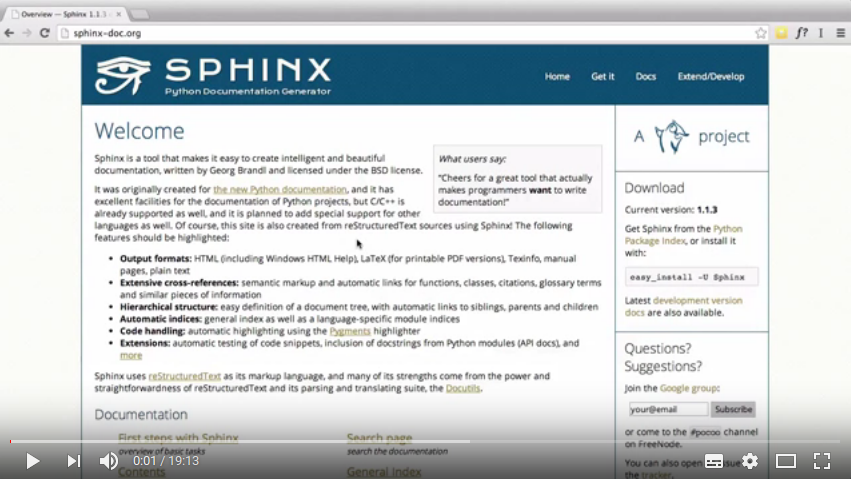 Overview — Sphinx 1.1.3
sphinx-doc.org
SPHINX
Python Documentation Generator
Home Get it Docs Extend/Develop
Welcome
Sphinx is a tool that makes it easy to create intelligent and beautiful
documentation, written by Georg Brandl and licensed under the BSD license.
What users say:
“Cheers for a great tool that actually
makes programmers want to write
documentation!”
It was originally created for the new Python documentation, and it has
excellent facilities for the documentation of Python projects, but C/C++ is
already supported as well, and it is planned to add special support for other
languages as well. Of course, this site is also created from reStructuredText sources using Sphinx! The following
features should be highlighted:
• Output formats: HTML (including Windows HTML Help), LaTeX (for printable PDF versions), Texinfo, manual
pages, plain text
• Extensive cross-references: semantic markup and automatic links for functions, classes, citations, glossary terms
and similar pieces of information
• Hierarchical structure: easy definition of a document tree, with automatic links to siblings, parents and children
• Automatic indices: general index as well as a language-specific module indices
• Code handling: automatic highlighting using the Pygments highlighter
• Extensions: automatic testing of code snippets, inclusion of docstrings from Python modules (API docs), and
more
Sphinx uses reStructuredText as its markup language, and many of its strengths come from the power and
straightforwardness of reStructuredText and its parsing and translating suite, the Docutils.
Documentation
First steps with Sphinx
overview of basic tasks
Contents
Search page
search the documentation
General Index
A project
Download
Current version: 1.1.3
Get Sphinx from the Python
Package Index, or install it
with:
easy_install -U Sphinx
Latest development version
docs are also available.
Questions?
Suggestions?
Join the Google group:
your@email Subscribe
or come to the #pocoo channel
on FreeNode.
You can also open issue
tracker.
0:01 / 19:13